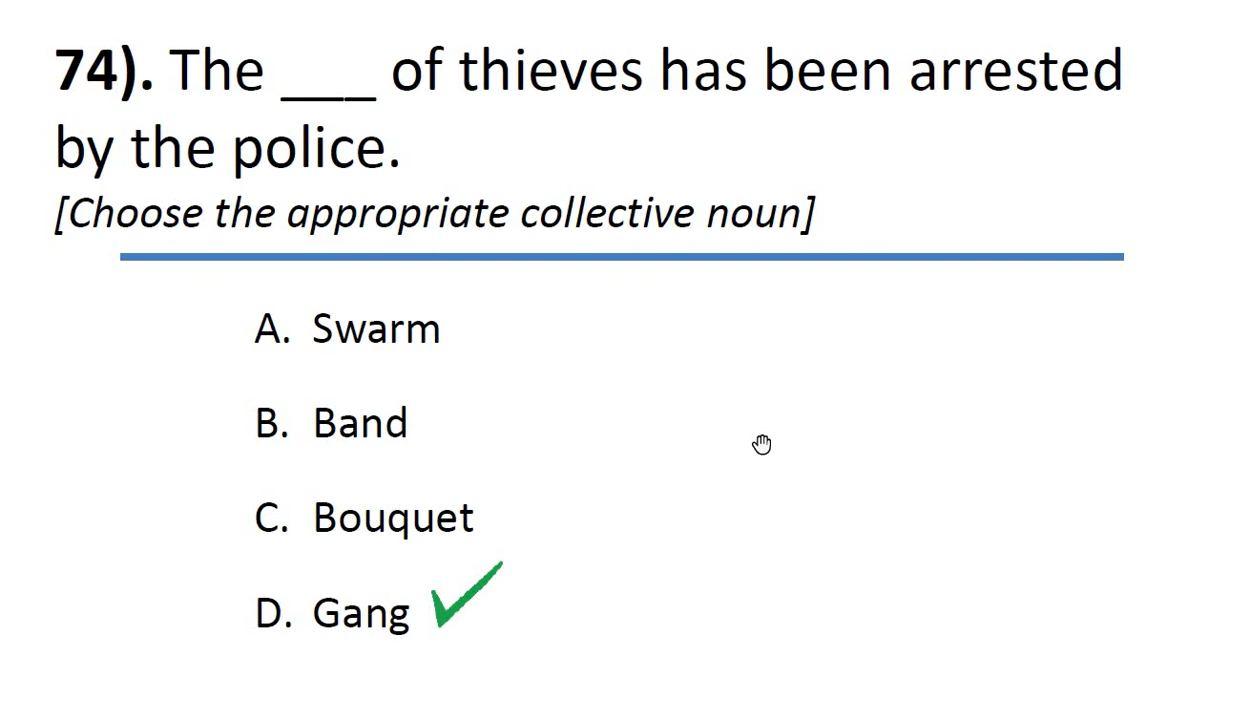 74). The ___ of thieves has been arrested
by the police.
[Choose the appropriate collective noun]
A. Swarm
B. Band
C. Bouquet
D. Gang